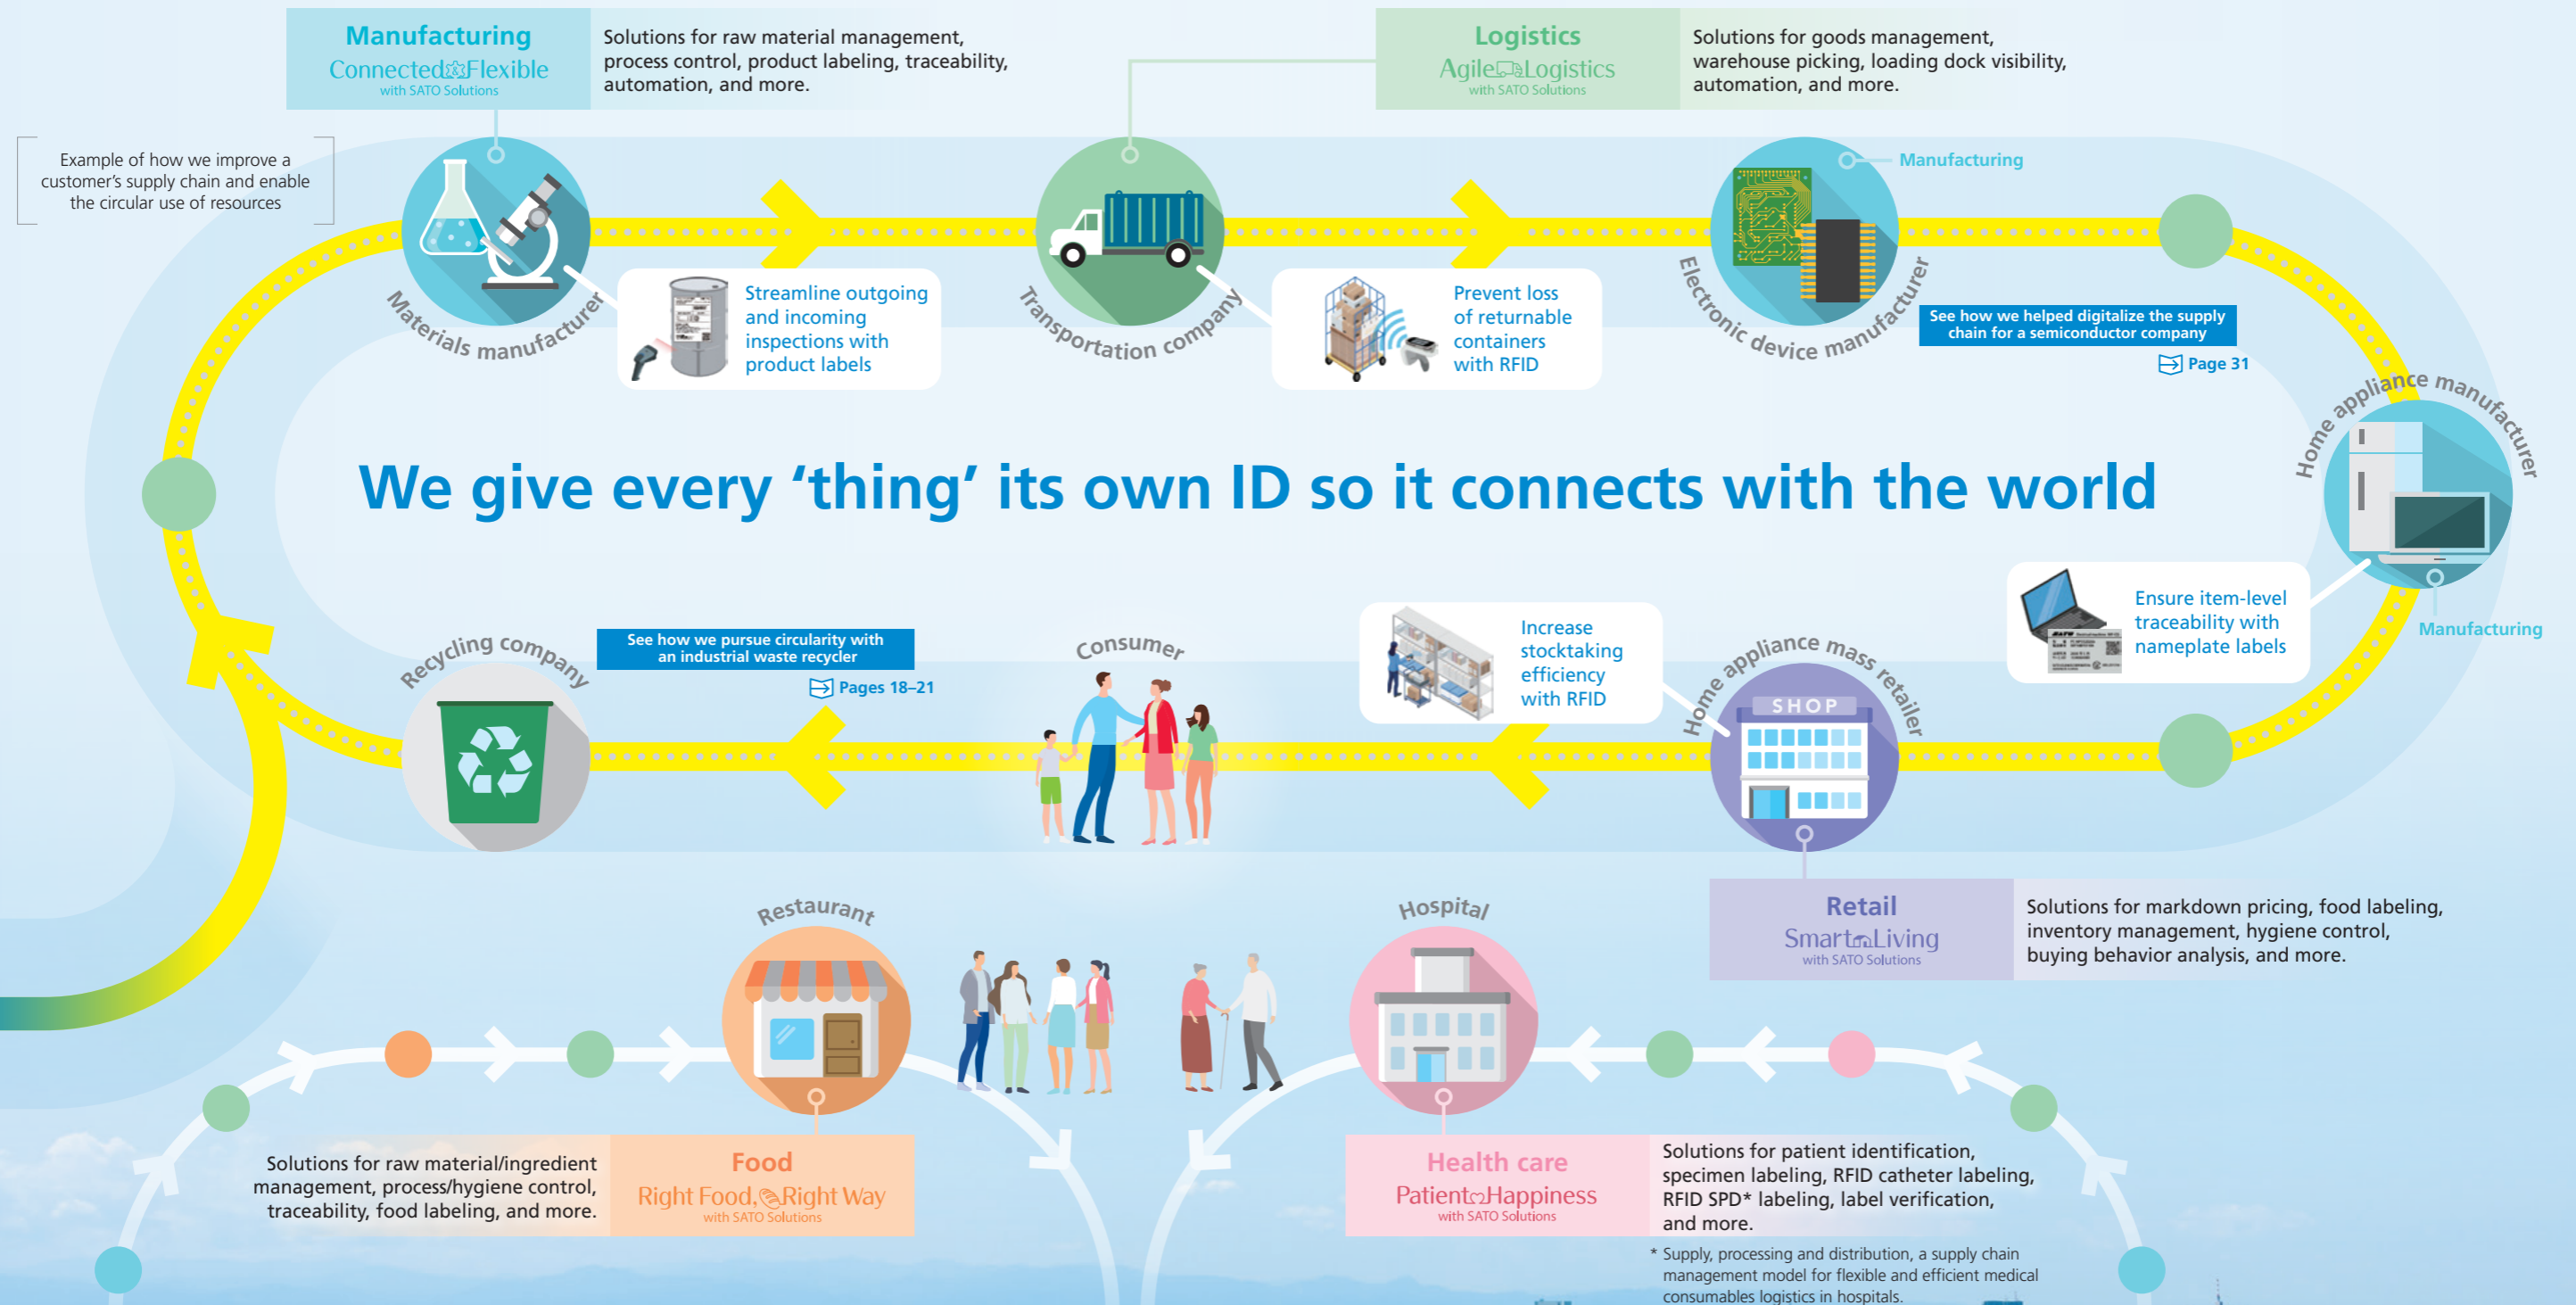 Manufacturing
Connected Flexible
with SATO Solutions
Solutions for raw material management,
process control, product labeling, traceability,
automation, and more.
Logistics
Agile Logistics
with SATO Solutions
Solutions for goods management,
warehouse picking, loading dock visibility,
automation, and more.
Example of how we improve a
customer's supply chain and enable
the circular use of resources
Materials manufacturer
Streamline outgoing
and incoming
inspections with
product labels
Transportation company
Prevent loss
of returnable
containers
with RFID
Manufacturing
Electronic device manufacturer
See how we helped digitalize the supply
chain for a semiconductor company
Page 31
Home appliance manufacturer
We give every ‘thing’ its own ID so it connects with the world
Ensure item-level
traceability with
nameplate labels
Manufacturing
Recycling company
See how we pursue circularity with
an industrial waste recycler
Pages 18–21
Consumer
Increase
stocktaking
efficiency
with RFID
Home appliance mass retailer
SHOP
Retail
Smart Living
with SATO Solutions
Solutions for markdown pricing, food labeling,
inventory management, hygiene control,
buying behavior analysis, and more.
Restaurant
Hospital
Solutions for raw material/ingredient
management, process/hygiene control,
traceability, food labeling, and more.
Food
Right Food, Right Way
with SATO Solutions
Health care
Patient Happiness
with SATO Solutions
Solutions for patient identification,
specimen labeling, RFID catheter labeling,
RFID SPD* labeling, label verification,
and more.
* Supply, processing and distribution, a supply chain
management model for flexible and efficient medical
consumables logistics in hospitals.